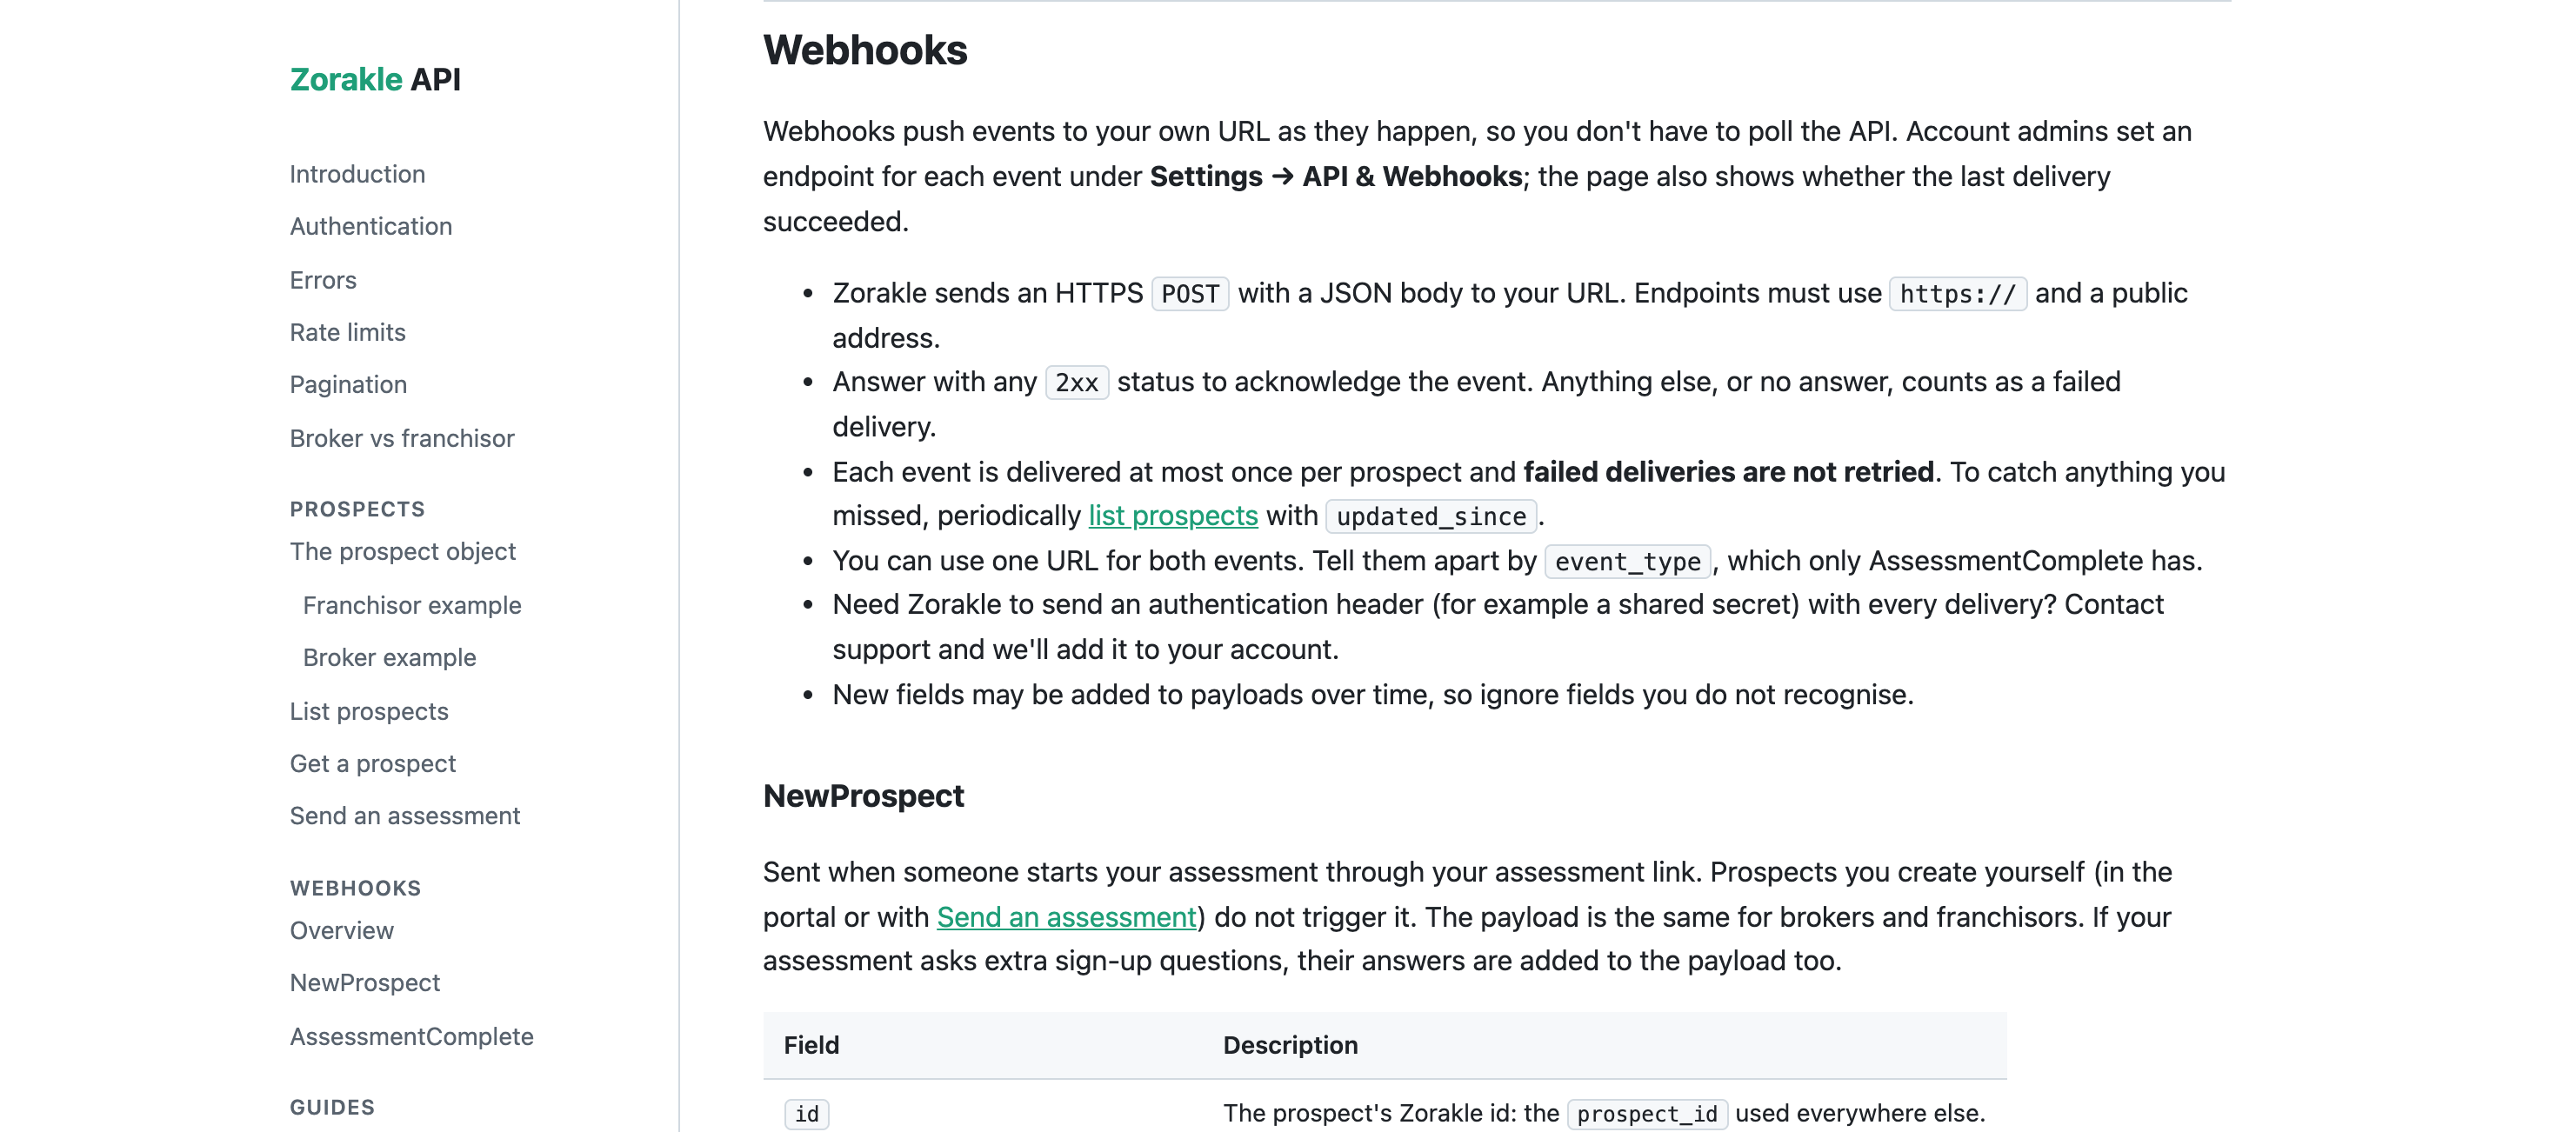 Zorakle API
Introduction
Authentication
Errors
Rate limits
Pagination
Broker vs franchisor
PROSPECTS
The prospect object
Franchisor example
Broker example
List prospects
Get a prospect
Send an assessment
WEBHOOKS
Overview
NewProspect
AssessmentComplete
GUIDES
Webhooks
Webhooks push events to your own URL as they happen, so you don't have to poll the API. Account admins set an
endpoint for each event under Settings → API & Webhooks; the page also shows whether the last delivery
succeeded.
• Zorakle sends an HTTPS POST with a JSON body to your URL. Endpoints must use https:// and a public
address.
• Answer with any 2xx status to acknowledge the event. Anything else, or no answer, counts as a failed
delivery.
• Each event is delivered at most once per prospect and failed deliveries are not retried. To catch anything you
missed, periodically list prospects with updated_since.
• You can use one URL for both events. Tell them apart by event_type, which only AssessmentComplete has.
• Need Zorakle to send an authentication header (for example a shared secret) with every delivery? Contact
support and we'll add it to your account.
• New fields may be added to payloads over time, so ignore fields you do not recognise.
NewProspect
Sent when someone starts your assessment through your assessment link. Prospects you create yourself (in the
portal or with Send an assessment) do not trigger it. The payload is the same for brokers and franchisors. If your
assessment asks extra sign-up questions, their answers are added to the payload too.
Field Description
id The prospect's Zorakle id: the prospect_id used everywhere else.